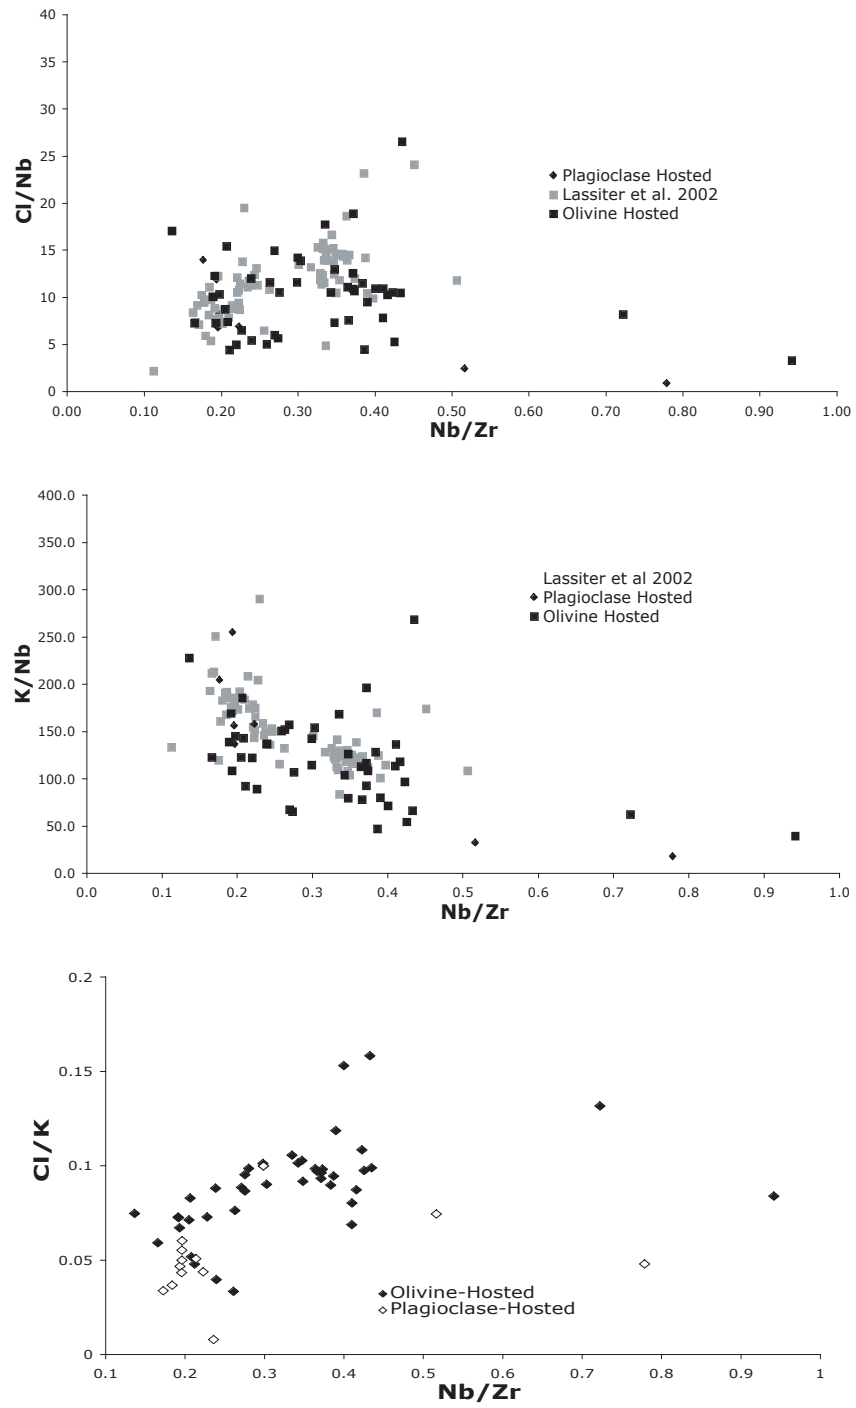 40
35
30
25
20
15
10
5
0
Cl/Nb
Plagioclase Hosted
Lassiter et al. 2002
Olivine Hosted
0.00 0.10 0.20 0.30 0.40 0.50 0.60 0.70 0.80 0.90 1.00
Nb/Zr
400.0
350.0
300.0
250.0
200.0
150.0
100.0
50.0
0.0
K/Nb
Lassiter et al 2002
Plagioclase Hosted
Olivine Hosted
0.0 0.1 0.2 0.3 0.4 0.5 0.6 0.7 0.8 0.9 1.0
Nb/Zr
0.2
0.15
0.1
0.05
0
Cl/K
Olivine-Hosted
Plagioclase-Hosted
0.1 0.2 0.3 0.4 0.5 0.6 0.7 0.8 0.9 1
Nb/Zr